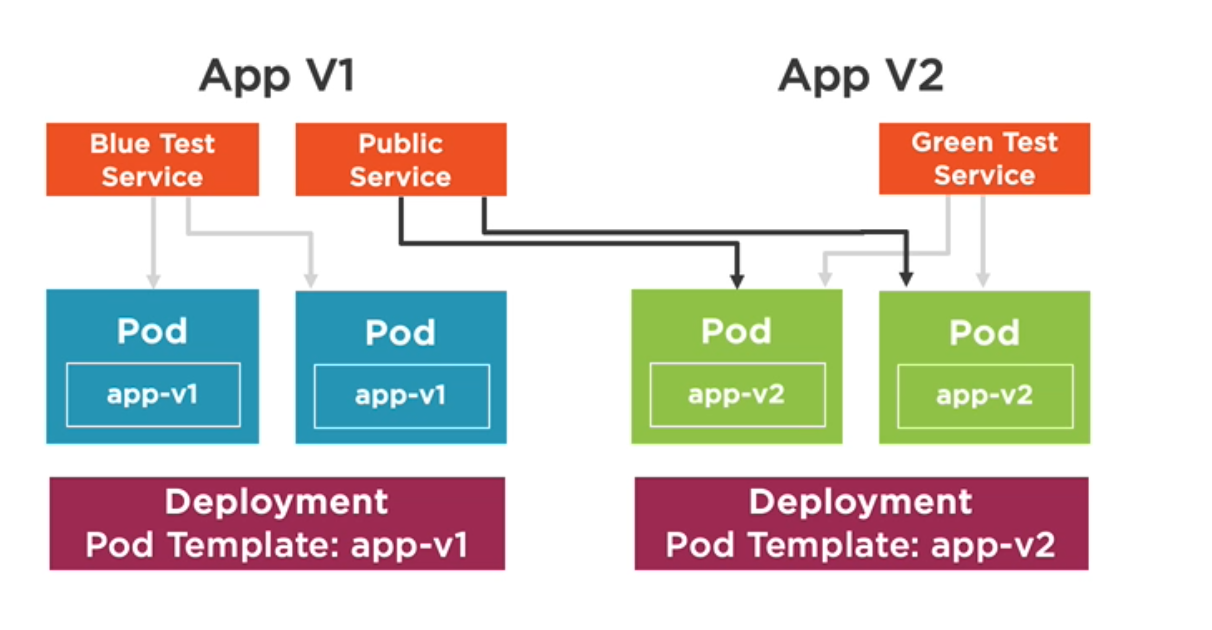 App V1
App V2
Blue Test
Service
Public
Service
Green Test
Service
Pod
app-v1
Pod
app-v1
Pod
app-v2
Pod
app-v2
Deployment
Pod Template: app-v1
Deployment
Pod Template: app-v2